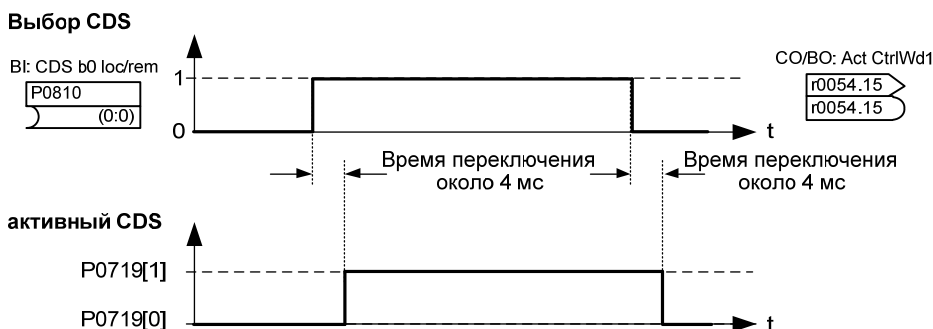 Выбор CDS
BI: CDS b0 loc/rem
P0810
(0:0)
1
0
t
CO/BO: Act CtrlWd1
r0054.15
r0054.15
Время переключения
около 4 мс
Время переключения
около 4 мс
активный CDS
P0719[1]
P0719[0]
t